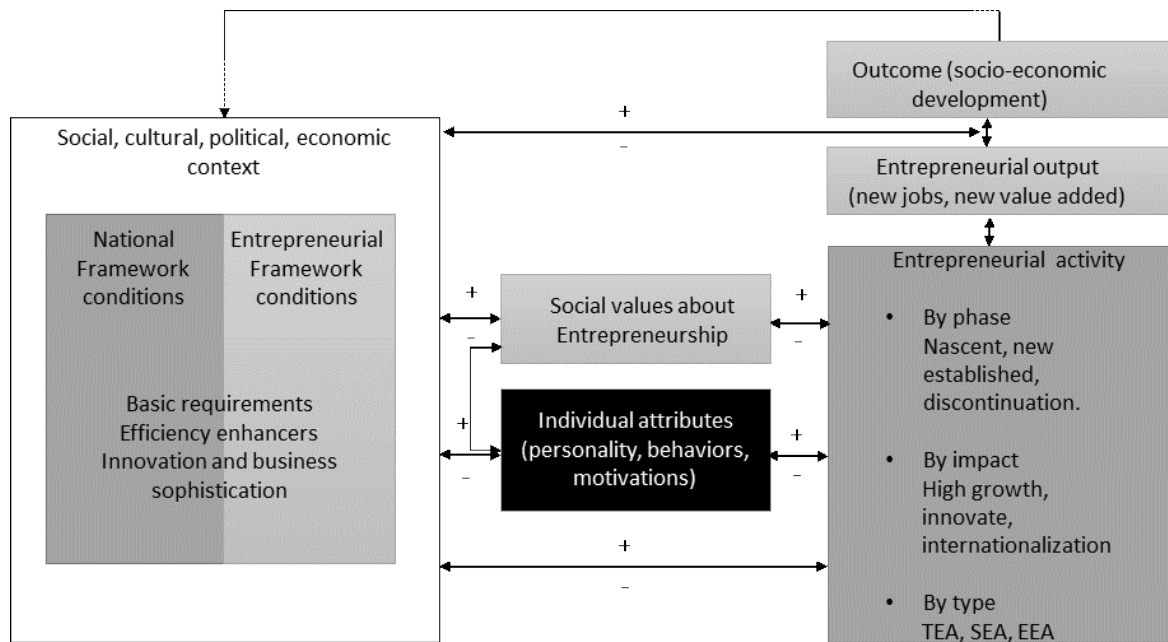 Outcome (socio-economic
development)
+
–
Social, cultural, political, economic
context
Entrepreneurial output
(new jobs, new value added)
National
Framework
conditions
Entrepreneurial
Framework
conditions
Basic requirements
Efficiency enhancers
Innovation and business
sophistication
+
–
Social values about
Entrepreneurship
+
–
+
–
Individual attributes
(personality, behaviors,
motivations)
+
–
+
–
Entrepreneurial activity
• By phase
Nascent, new
established,
discontinuation.
• By impact
High growth,
innovate,
internationalization
• By type
TEA, SEA, EEA